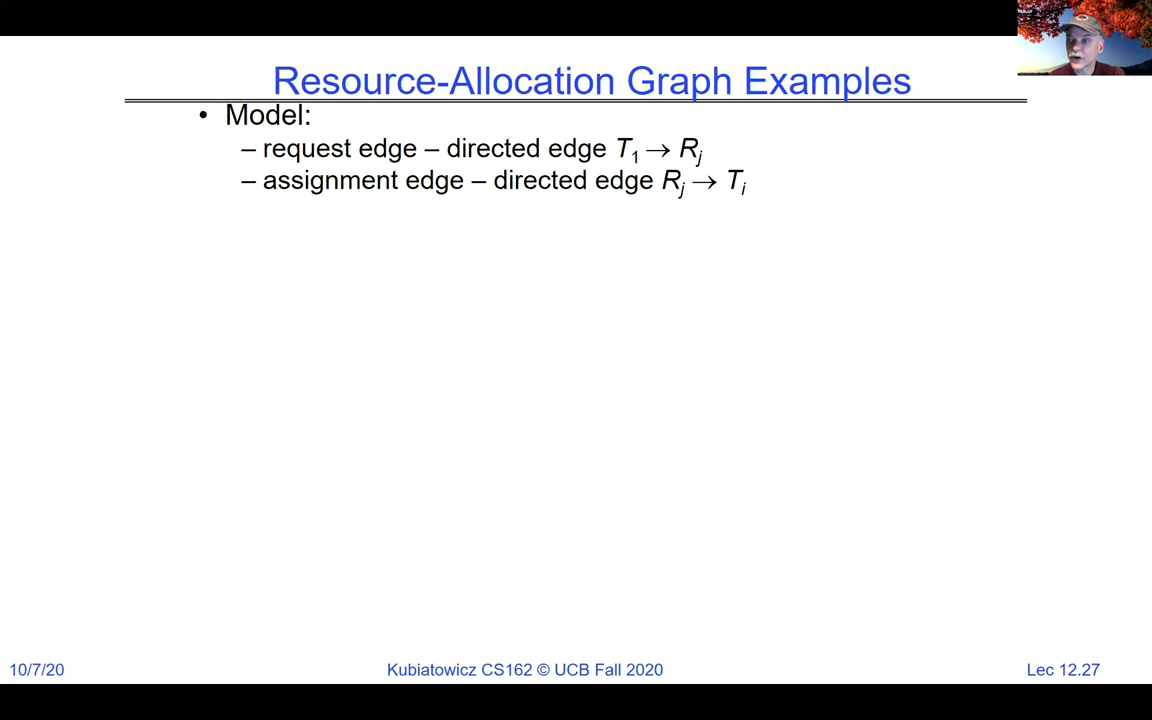 Resource-Allocation Graph Examples
• Model:
– request edge – directed edge T₁ → Rⱼ
– assignment edge – directed edge Rⱼ → Tᵢ
10/7/20
Kubiatowicz CS162 © UCB Fall 2020
Lec 12.27